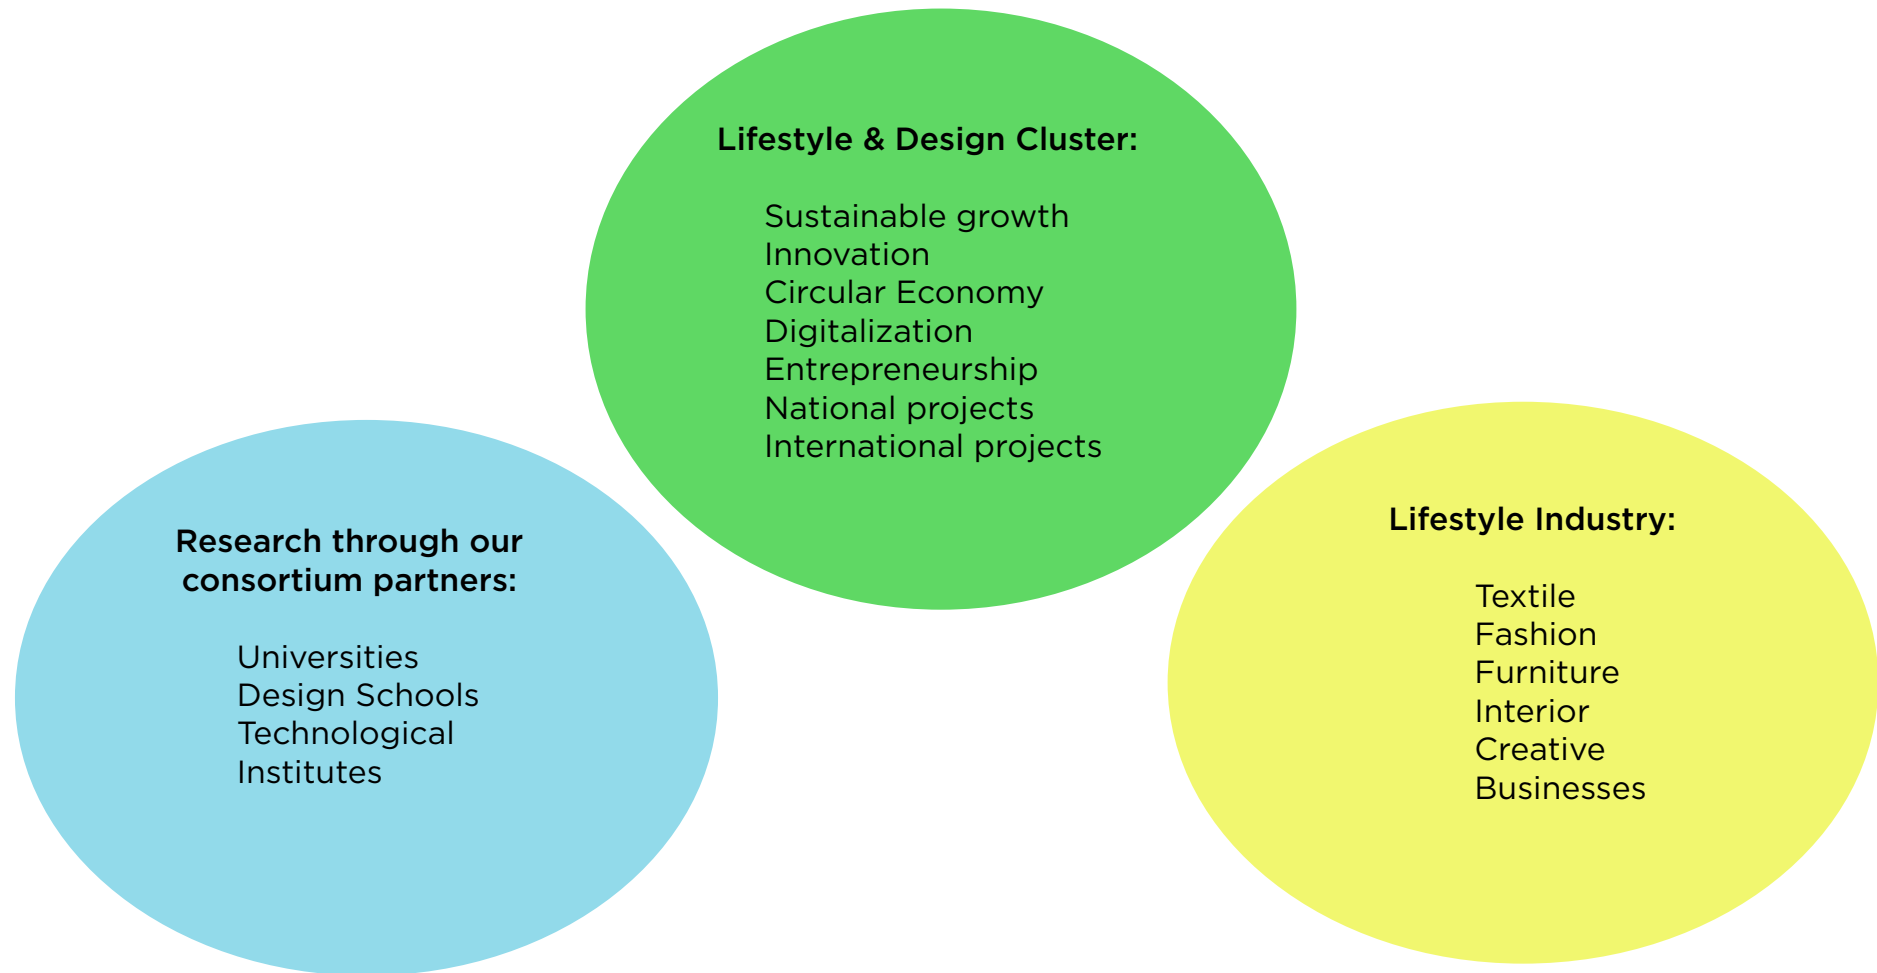 Lifestyle & Design Cluster:
Sustainable growth
Innovation
Circular Economy
Digitalization
Entrepreneurship
National projects
International projects
Research through our
consortium partners:
Universities
Design Schools
Technological
Institutes
Lifestyle Industry:
Textile
Fashion
Furniture
Interior
Creative
Businesses